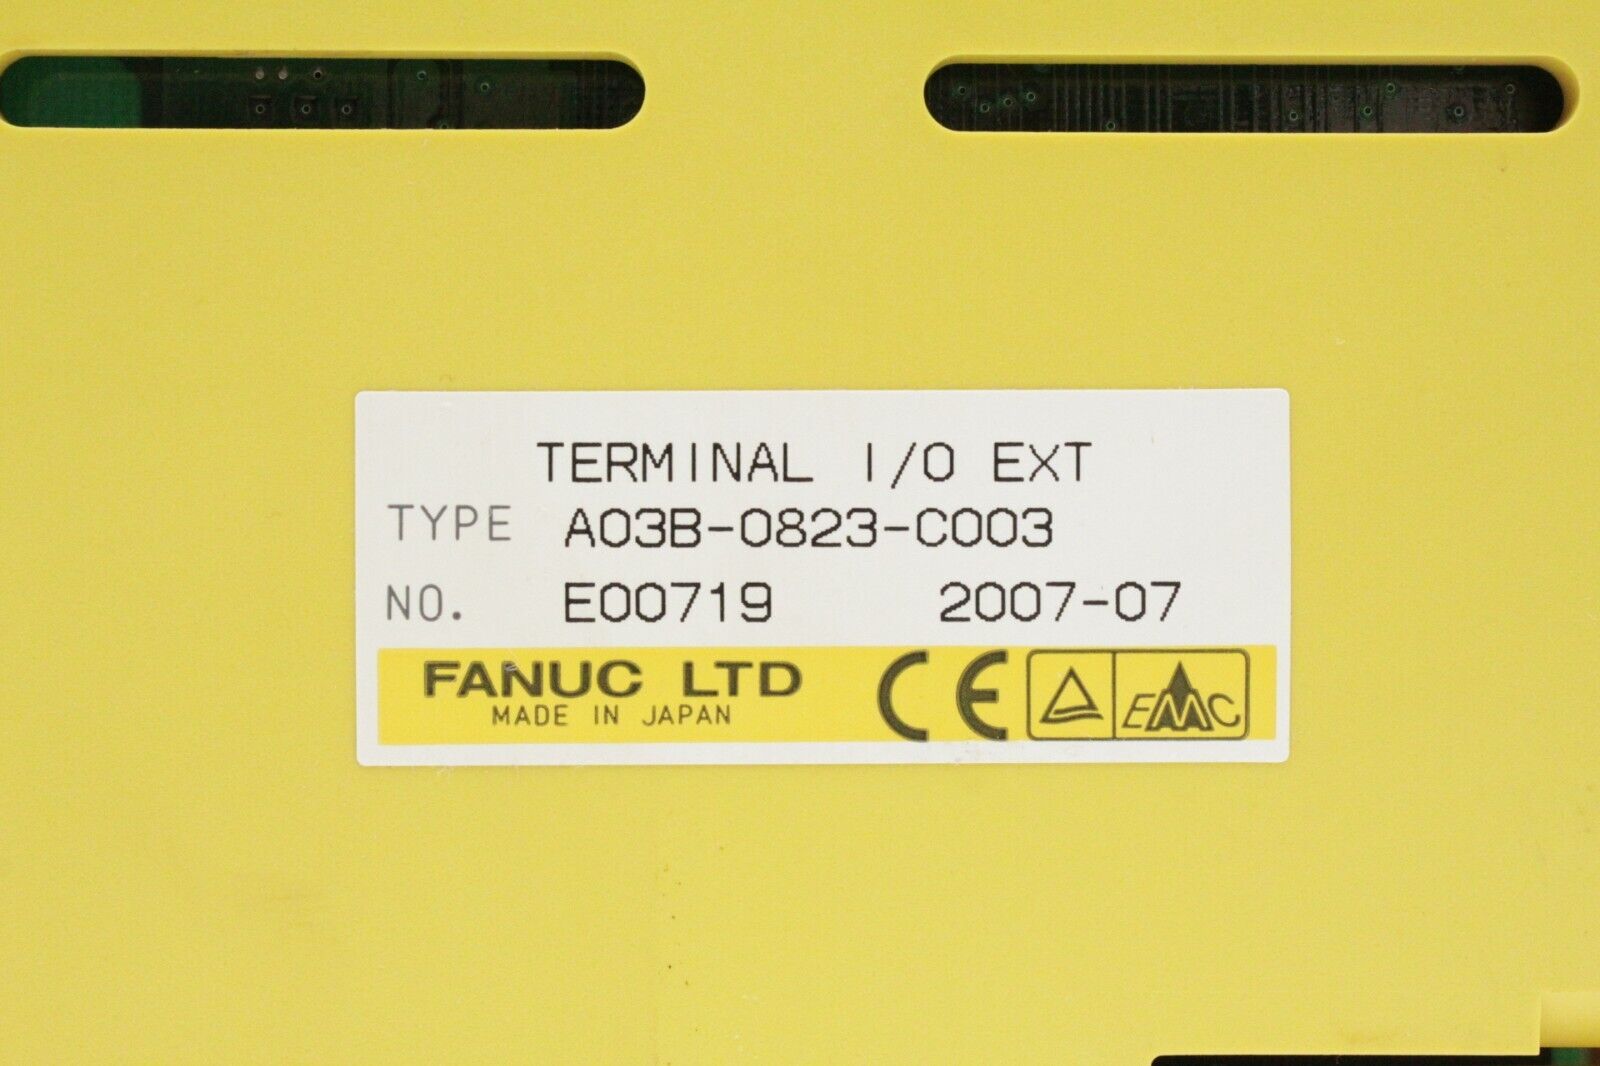 TERMINAL I/O EXT
TYPE A03B-0823-C003
NO. E00719 2007-07
FANUC LTD CE EMC
MADE IN JAPAN